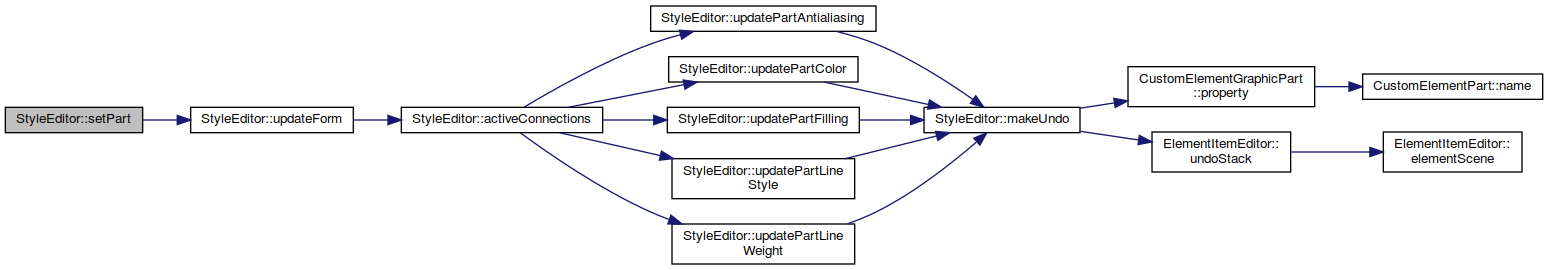 StyleEditor::setPart
StyleEditor::updateForm
StyleEditor::activeConnections
StyleEditor::updatePartAntialiasing
StyleEditor::updatePartColor
StyleEditor::updatePartFilling
StyleEditor::updatePartLine
Style
StyleEditor::updatePartLine
Weight
StyleEditor::makeUndo
CustomElementGraphicPart
::property
CustomElementPart::name
ElementItemEditor::
undoStack
ElementItemEditor::
elementScene